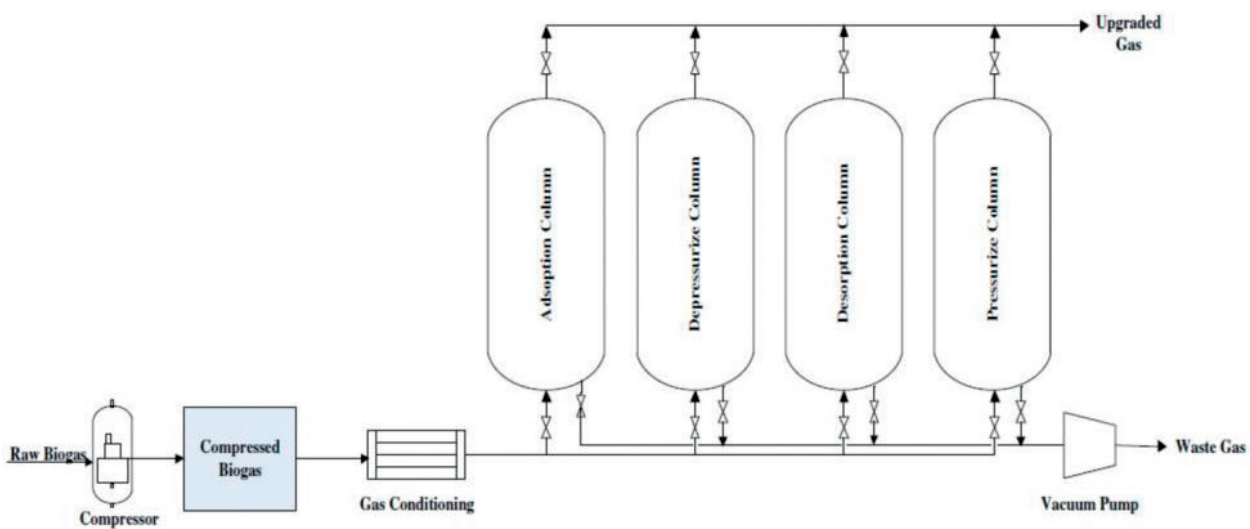 Upgraded
Gas
Adsoption Column
Depressurize Column
Desorption Column
Pressurize Column
Raw Biogas
Compressed
Biogas
Compressor
Gas Conditioning
Vacuum Pump
Waste Gas